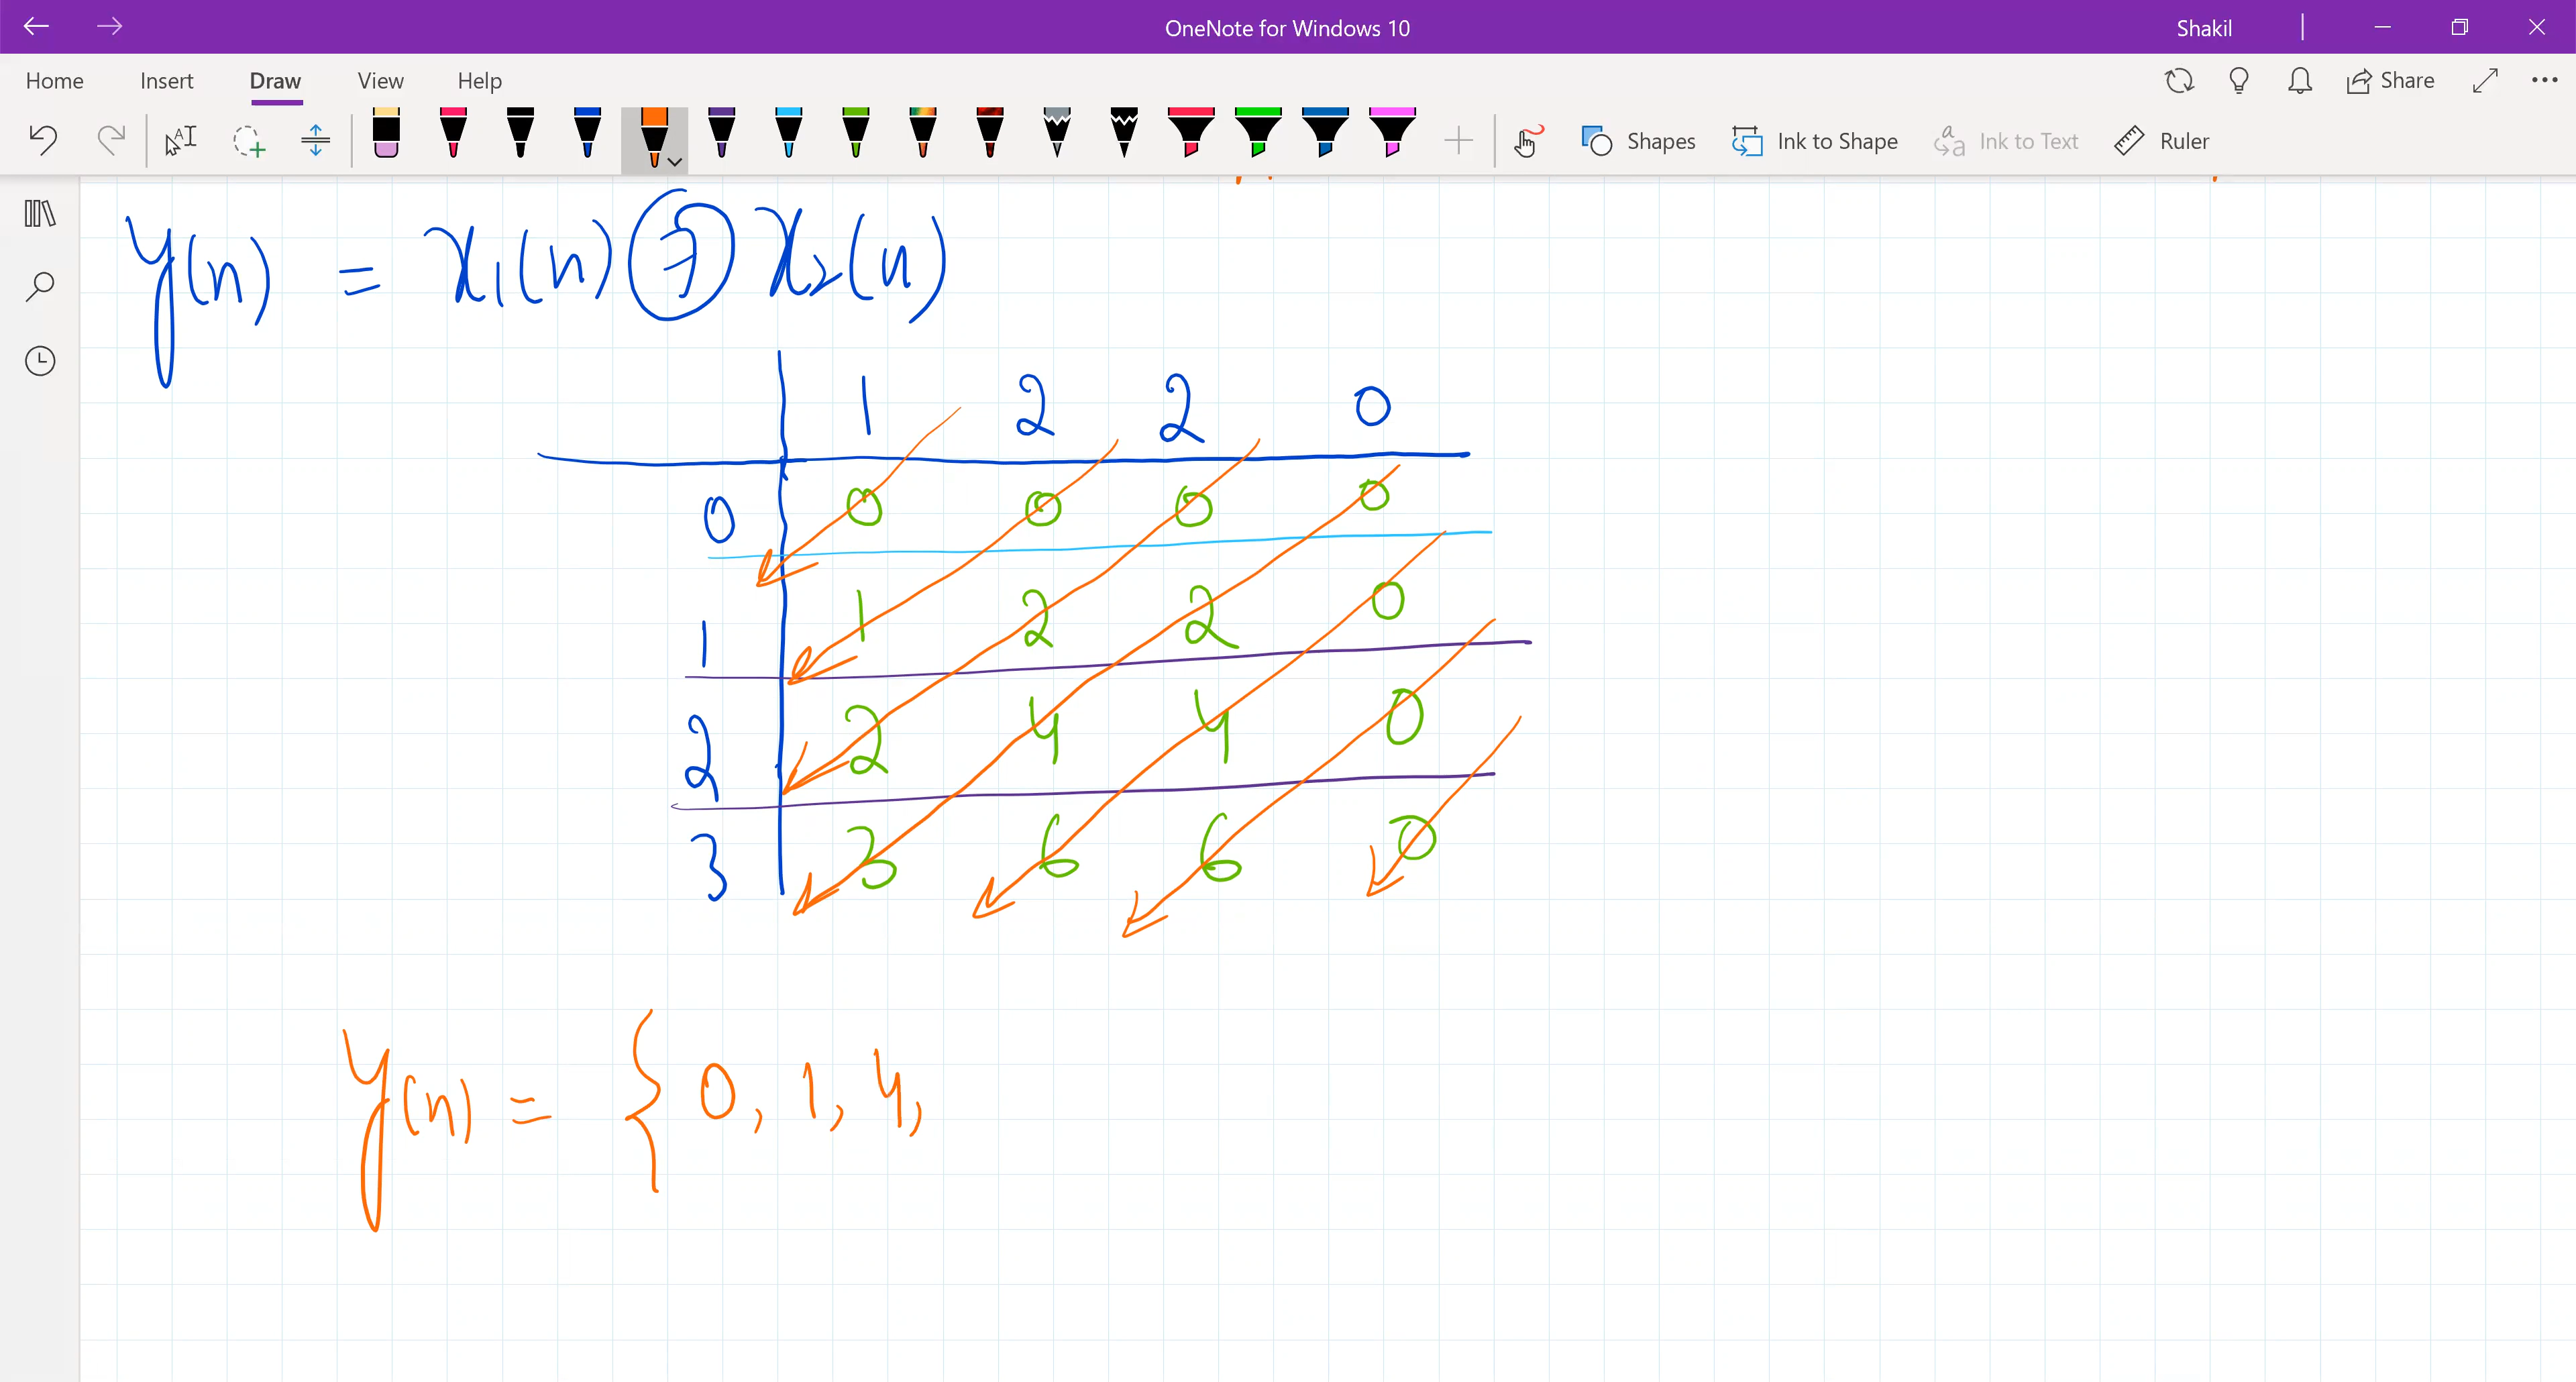 OneNote for Windows 10
Shakil
Home Insert Draw View Help
Share
Shapes Ink to Shape Ink to Text Ruler
y(n) = x₁(n) ⑦ x₂(n)
1 2 2 0
0 0 0 0 0
1 1 2 2 0
2 2 4 4 0
3 3 6 6 0
y(n) = { 0, 1, 4,